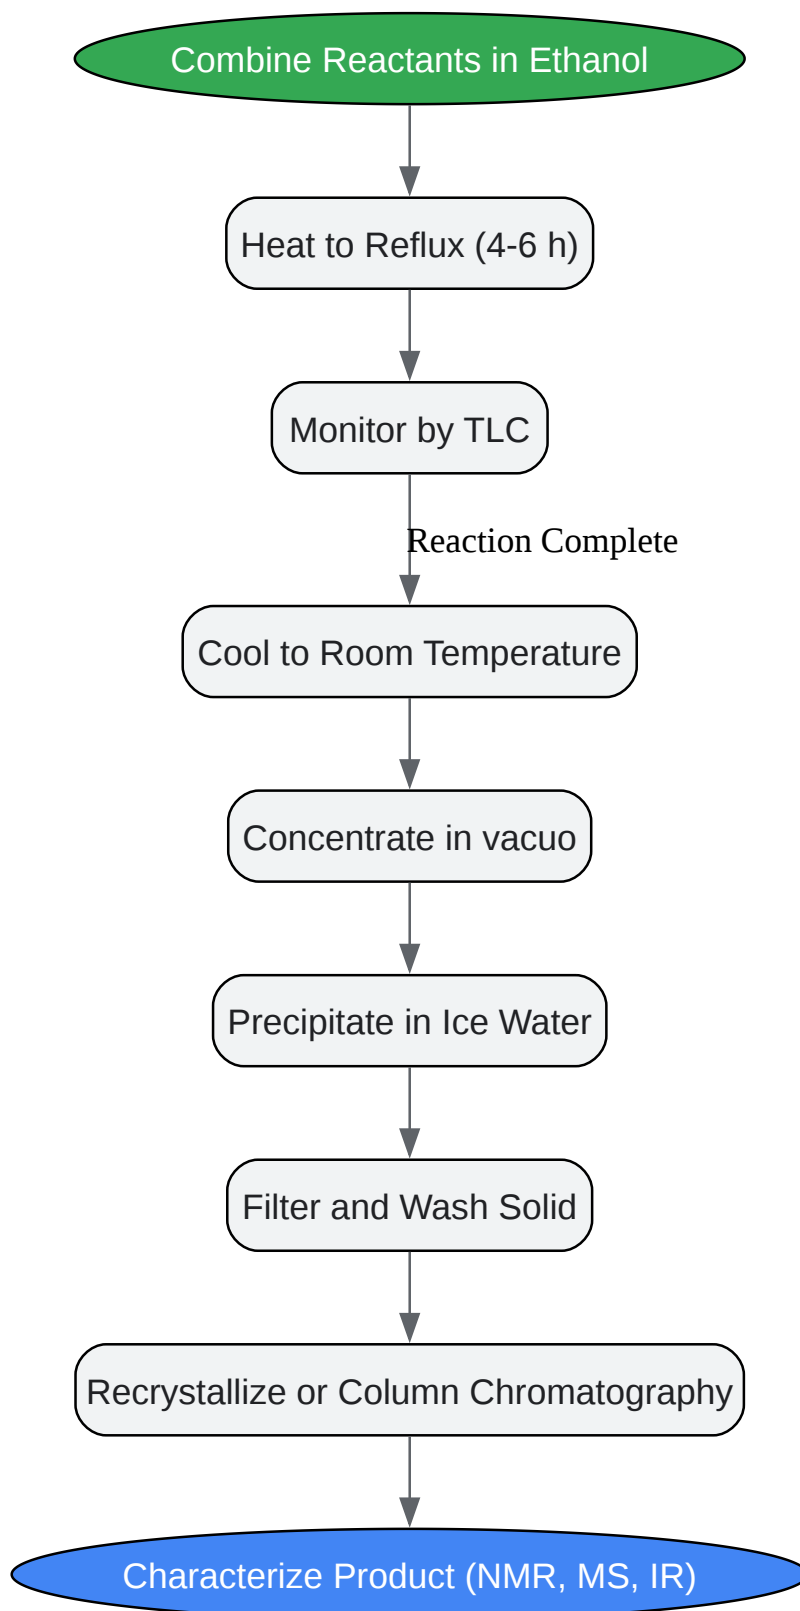 Combine Reactants in Ethanol
Heat to Reflux (4-6 h)
Monitor by TLC
Reaction Complete
Cool to Room Temperature
Concentrate in vacuo
Precipitate in Ice Water
Filter and Wash Solid
Recrystallize or Column Chromatography
Characterize Product (NMR, MS, IR)